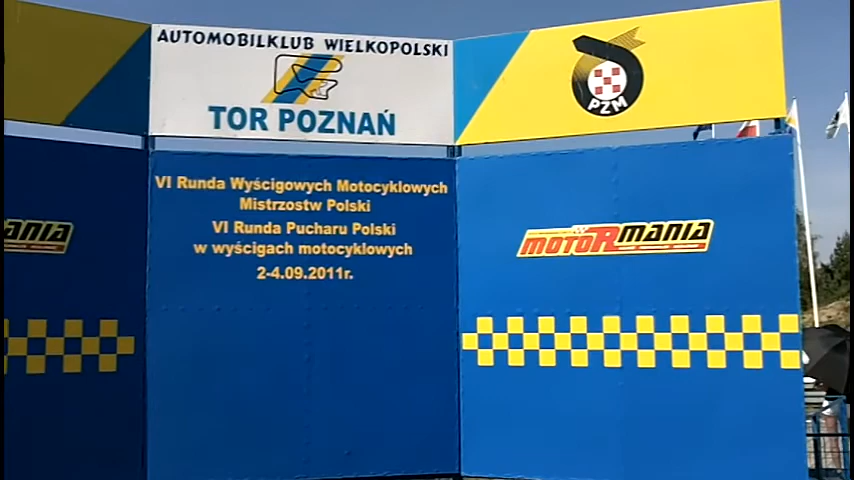 AUTOMOBILKLUB WIELKOPOLSKI
TOR POZNAŃ
PZM
VI Runda Wyścigowych Motocyklowych
Mistrzostw Polski
VI Runda Pucharu Polski
w wyścigach motocyklowych
2-4.09.2011r.
MOTORMANIA
MANIA